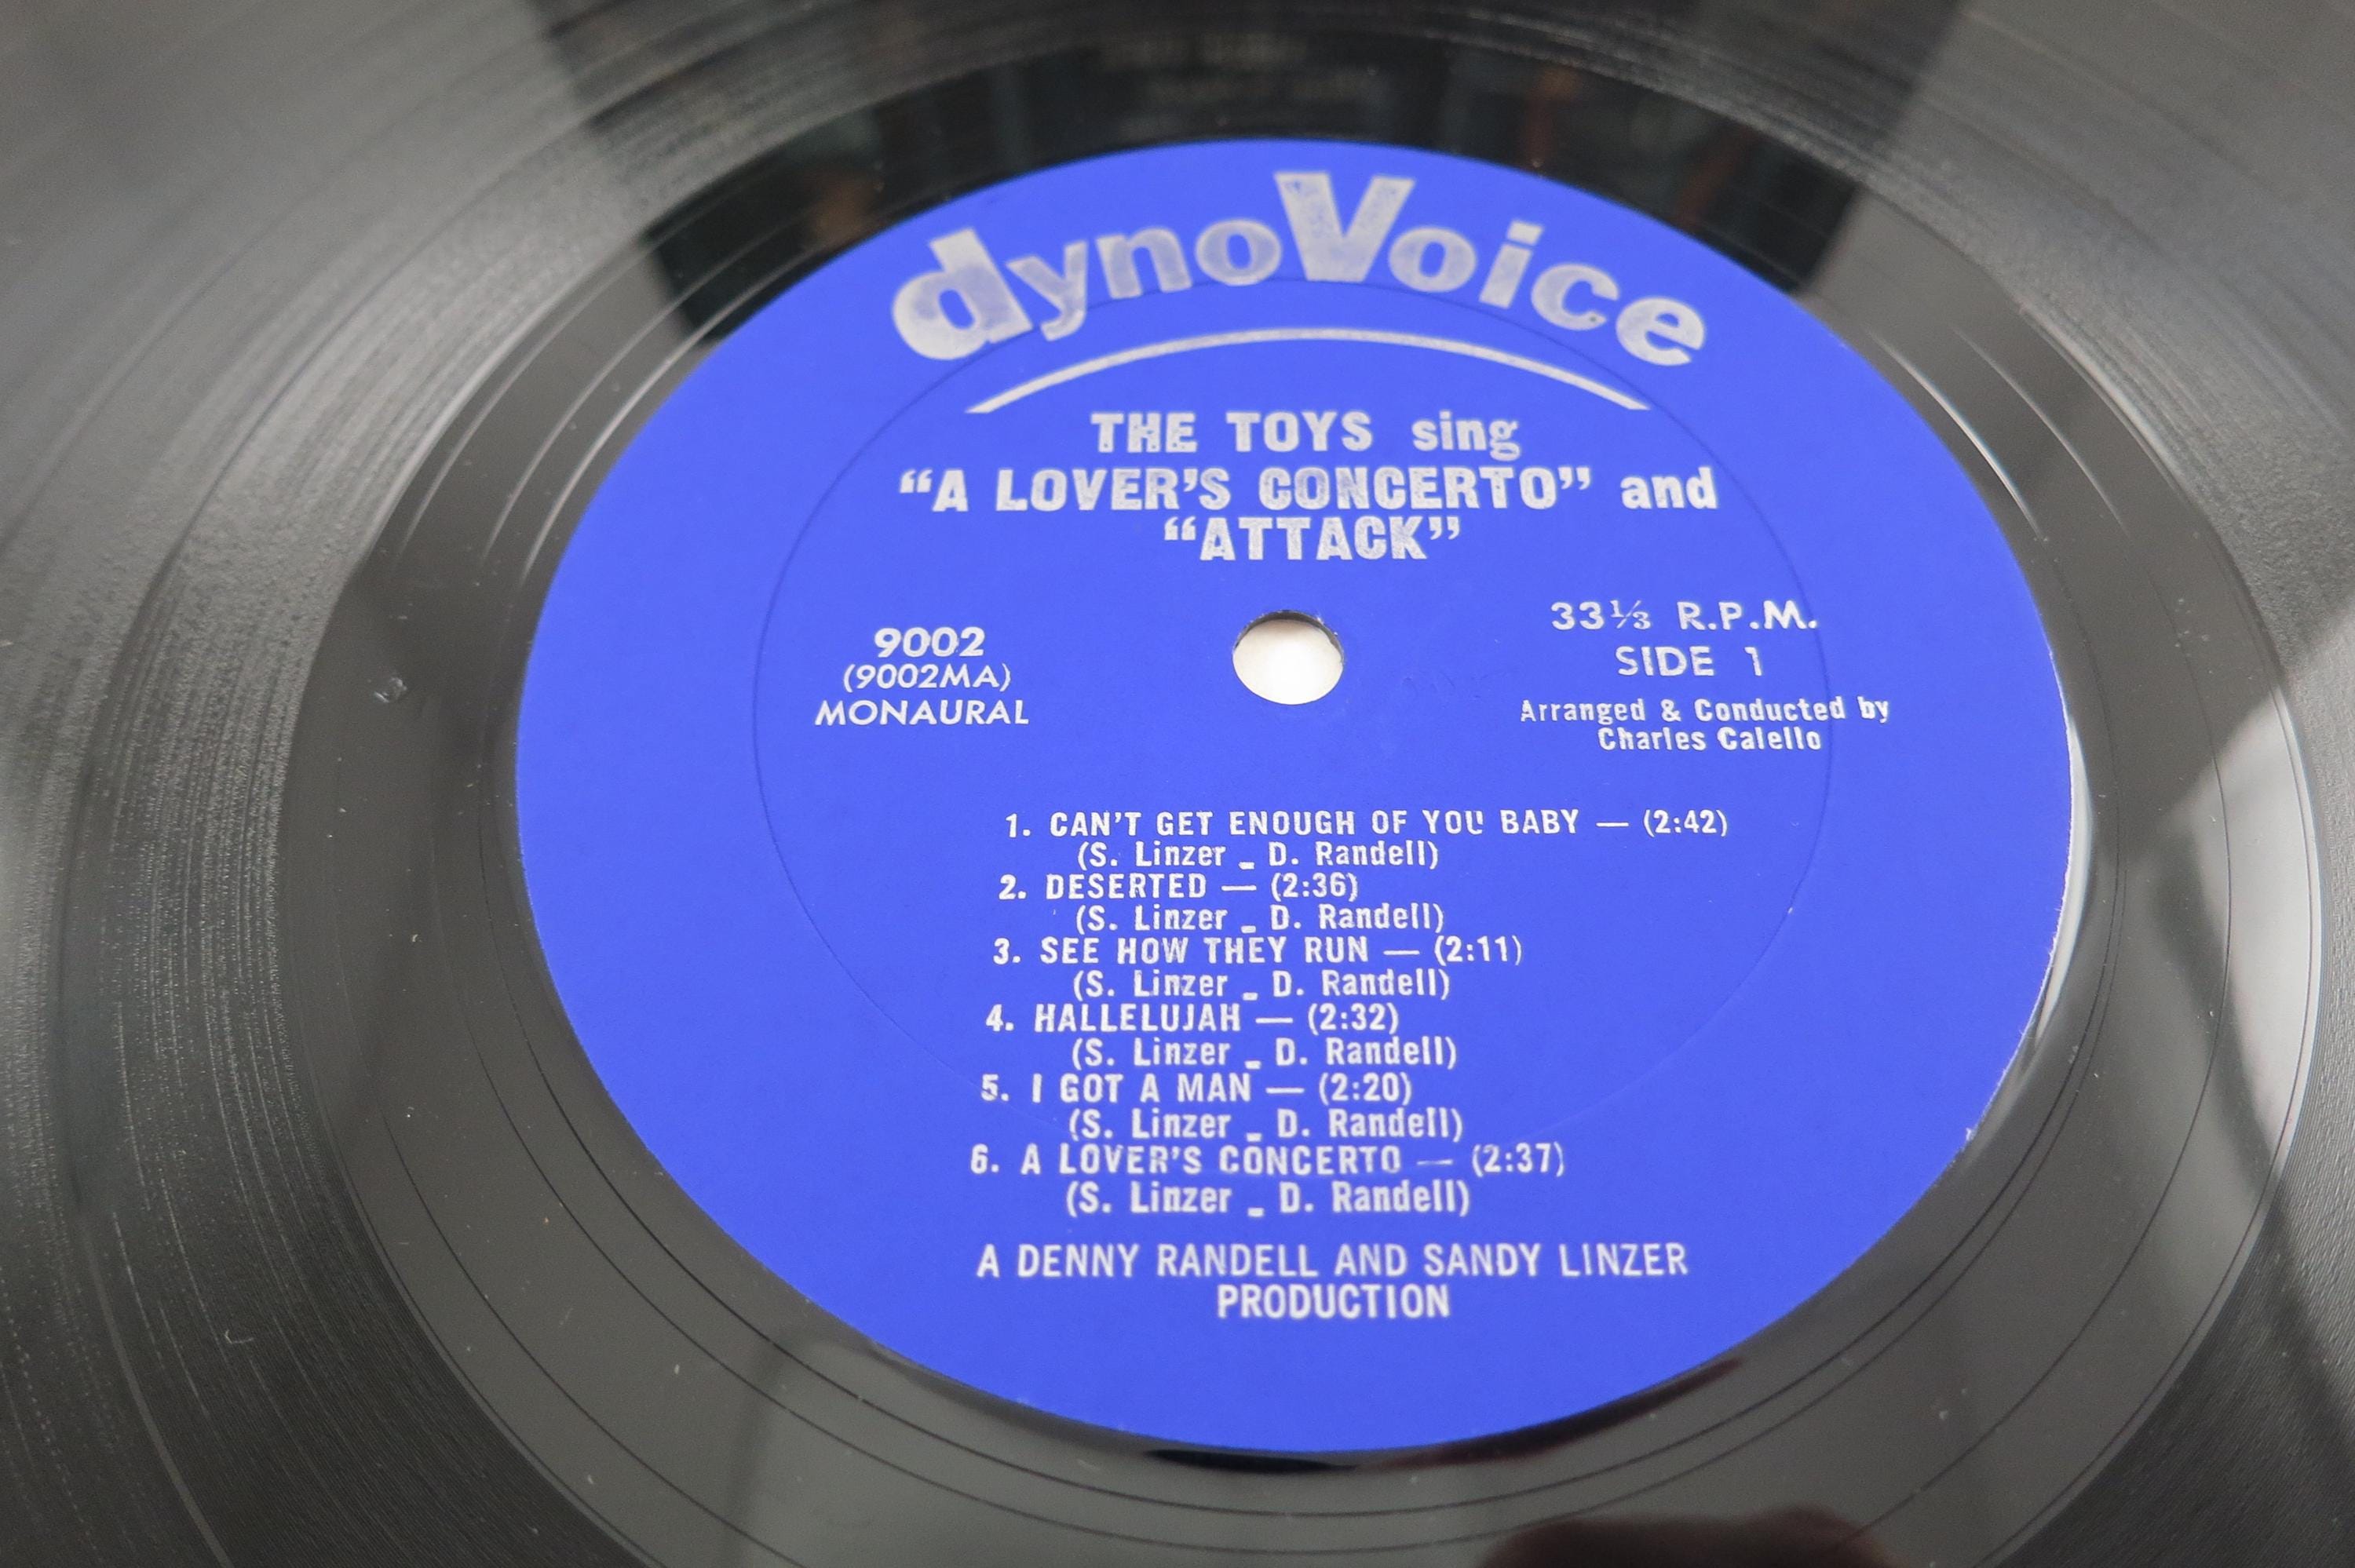 dynoVoice
THE TOYS sing
“A LOVER’S CONCERTO” and
“ATTACK”
9002
(9002MA)
MONAURAL
33⅓ R.P.M.
SIDE 1
Arranged & Conducted by
Charles Calello
1. CAN'T GET ENOUGH OF YOU BABY — (2:42)
(S. Linzer - D. Randell)
2. DESERTED — (2:36)
(S. Linzer - D. Randell)
3. SEE HOW THEY RUN — (2:11)
(S. Linzer - D. Randell)
4. HALLELUJAH — (2:32)
(S. Linzer - D. Randell)
5. I GOT A MAN — (2:20)
(S. Linzer - D. Randell)
6. A LOVER'S CONCERTO — (2:37)
(S. Linzer - D. Randell)
A DENNY RANDELL AND SANDY LINZER
PRODUCTION